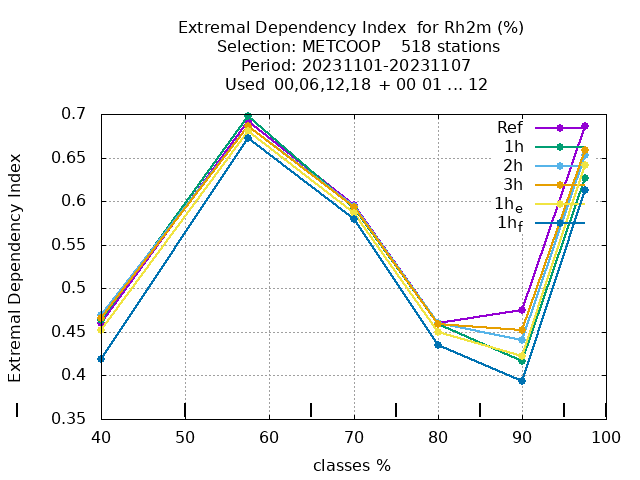 Extremal Dependency Index for Rh2m (%)
Selection: METCOOP 518 stations
Period: 20231101-20231107
Used 00,06,12,18 + 00 01 ... 12
Extremal Dependency Index
0.7
0.65
0.6
0.55
0.5
0.45
0.4
0.35
Ref
1h
2h
3h
1he
1hf
40 50 60 70 80 90 100
classes %